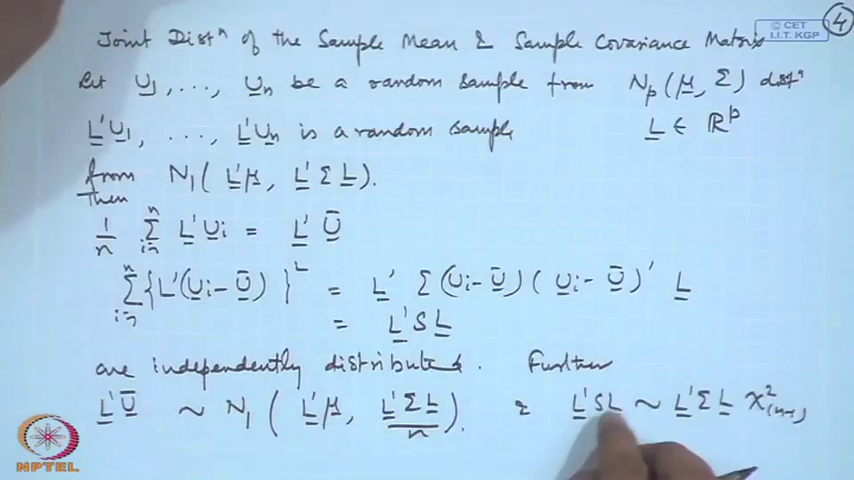 © CET
I.I.T. KGP
4
Joint Distⁿ of the Sample Mean & Sample Covariance Matrix
Let U₁, . . . , Uₙ be a random sample from Nₚ(μ, Σ) distⁿ
L'U₁, . . . , L'Uₙ is a random sample L ∈ ℝᵖ
from N₁( L'μ, L'ΣL ).
Then
1/n Σᵢ₌ⁿ L'Uᵢ = L'Ū
Σᵢ₌ⁿ {L'(Uᵢ-Ū)}² = L' Σ(Uᵢ-Ū)(Uᵢ-Ū)' L
= L'SL
are independently distributed. Further
L'Ū ~ N₁( L'μ, L'ΣL/n ). & L'SL ~ L'ΣL χ²₍ₙ₋₁₎
NPTEL